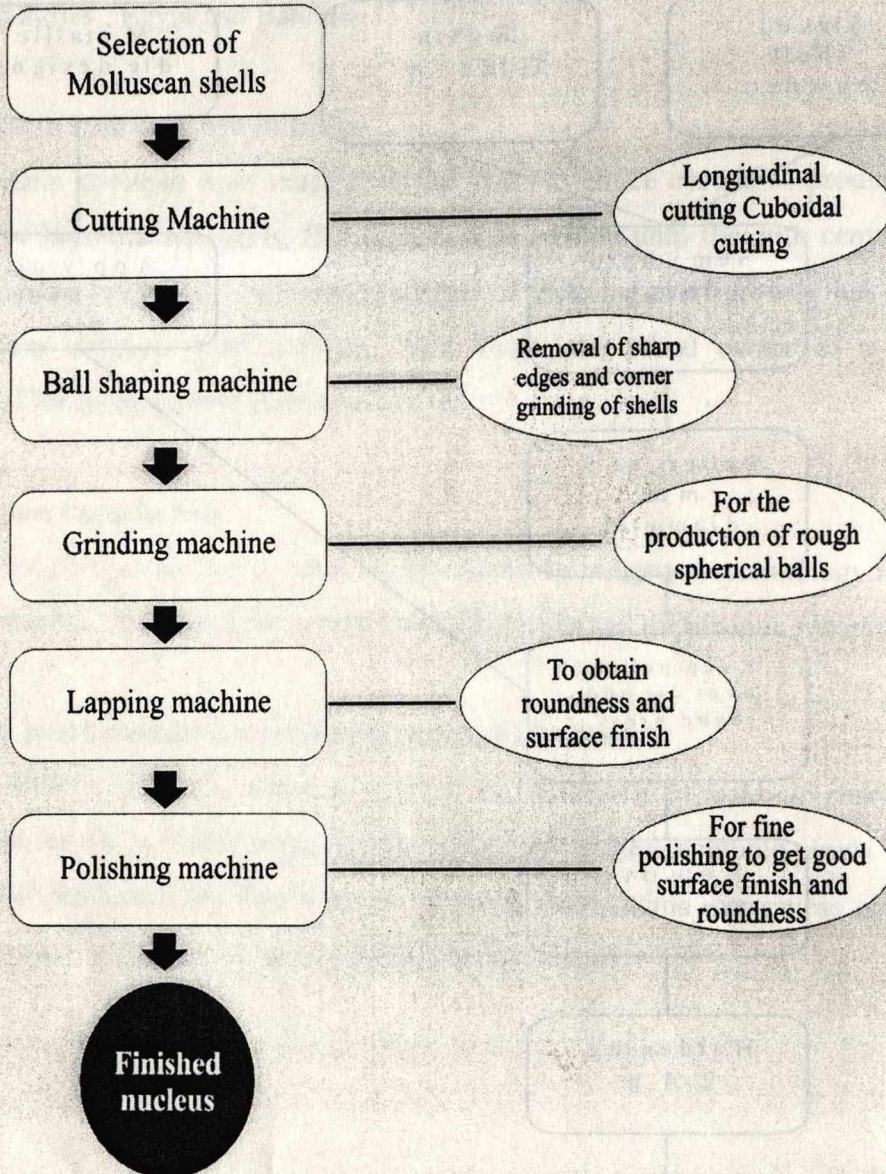 Selection of
Molluscan shells
Cutting Machine
Longitudinal
cutting Cuboidal
cutting
Ball shaping machine
Removal of sharp
edges and corner
grinding of shells
Grinding machine
For the
production of rough
spherical balls
Lapping machine
To obtain
roundness and
surface finish
Polishing machine
For fine
polishing to get good
surface finish and
roundness
Finished
nucleus